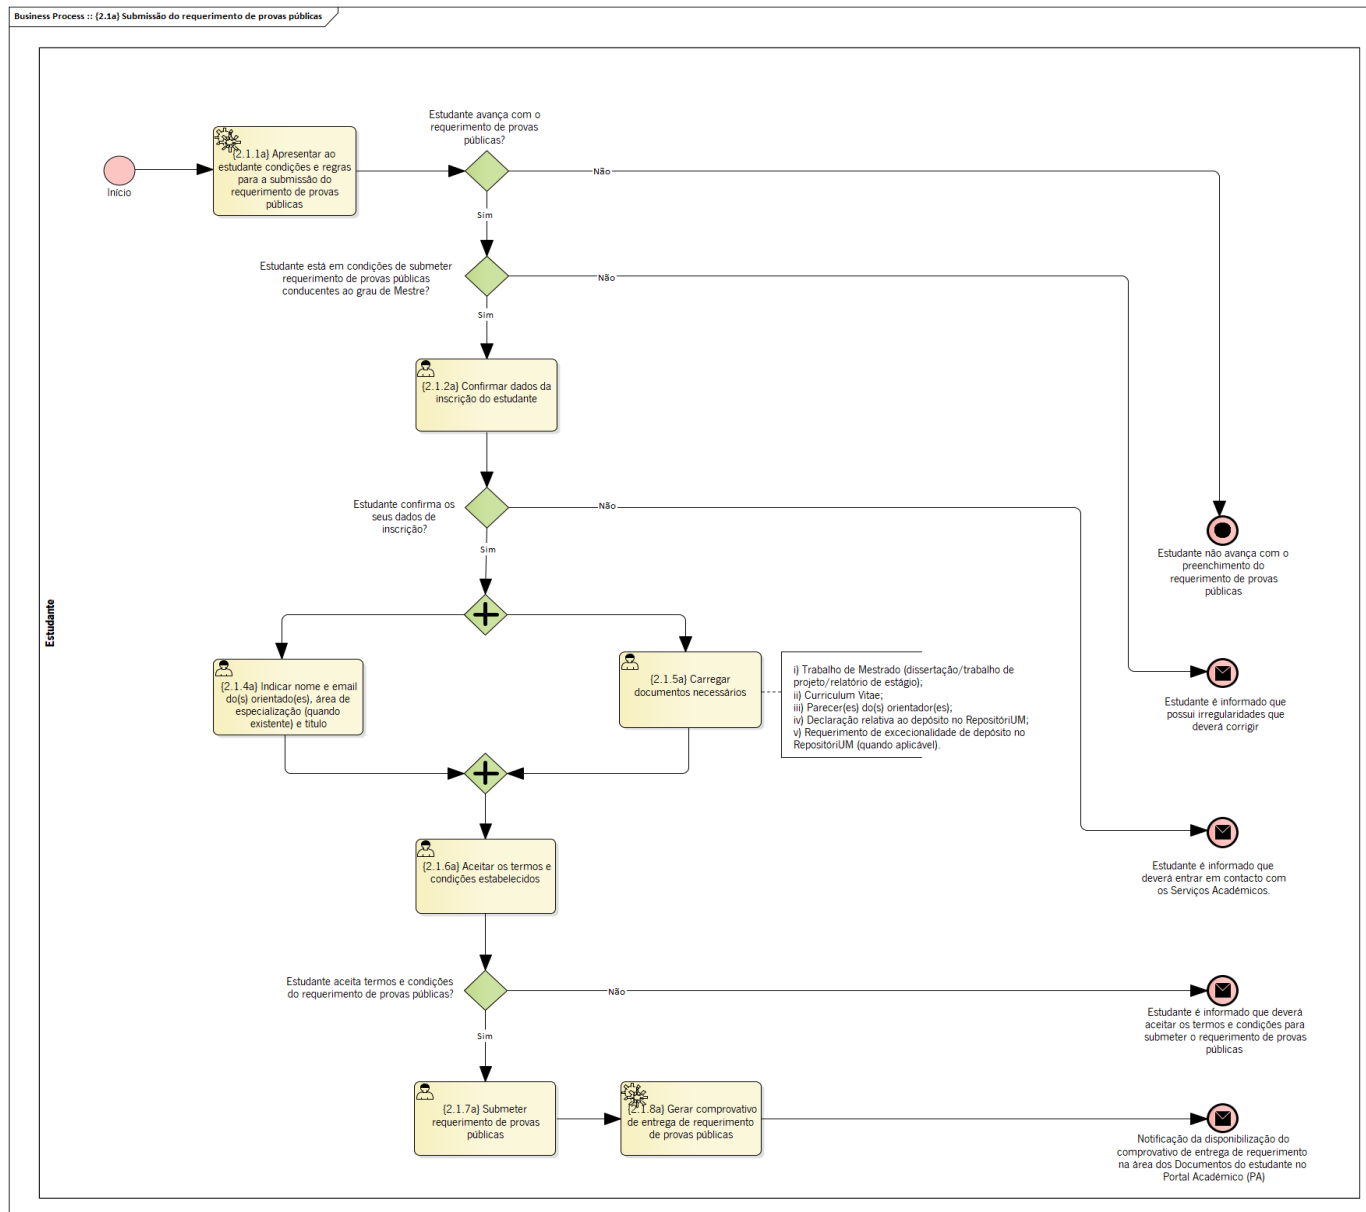 Business Process :: {2.1a} Submissão do requerimento de provas públicas
Estudante
Início
{2.1.1a} Apresentar ao
estudante condições e regras
para a submissão do
requerimento de provas
públicas
Estudante avança com o
requerimento de provas
públicas?
Não
Sim
Estudante está em condições de submeter
requerimento de provas públicas
conducentes ao grau de Mestre?
Não
Sim
{2.1.2a} Confirmar dados da
inscrição do estudante
Estudante confirma os
seus dados de
inscrição?
Não
Sim
Estudante não avança com o
preenchimento do
requerimento de provas
públicas
{2.1.4a} Indicar nome e email
do(s) orientado(es), área de
especialização (quando
existente) e título
{2.1.5a} Carregar
documentos necessários
i) Trabalho de Mestrado (dissertação/trabalho de
projeto/relatório de estágio);
ii) Curriculum Vitae;
iii) Parecer(es) do(s) orientador(es);
iv) Declaração relativa ao depósito no RepositóriUM;
v) Requerimento de excecionalidade de depósito no
RepositóriUM (quando aplicável).
Estudante é informado que
possui irregularidades que
deverá corrigir
{2.1.6a} Aceitar os termos e
condições estabelecidos
Estudante é informado que
deverá entrar em contacto com
os Serviços Académicos.
Estudante aceita termos e condições
do requerimento de provas públicas?
Não
Sim
Estudante é informado que deverá
aceitar os termos e condições para
submeter o requerimento de provas
públicas
{2.1.7a} Submeter
requerimento de provas
públicas
{2.1.8a} Gerar comprovativo
de entrega de requerimento
de provas públicas
Notificação da disponibilização do
comprovativo de entrega de requerimento
na área dos Documentos do estudante no
Portal Académico (PA)